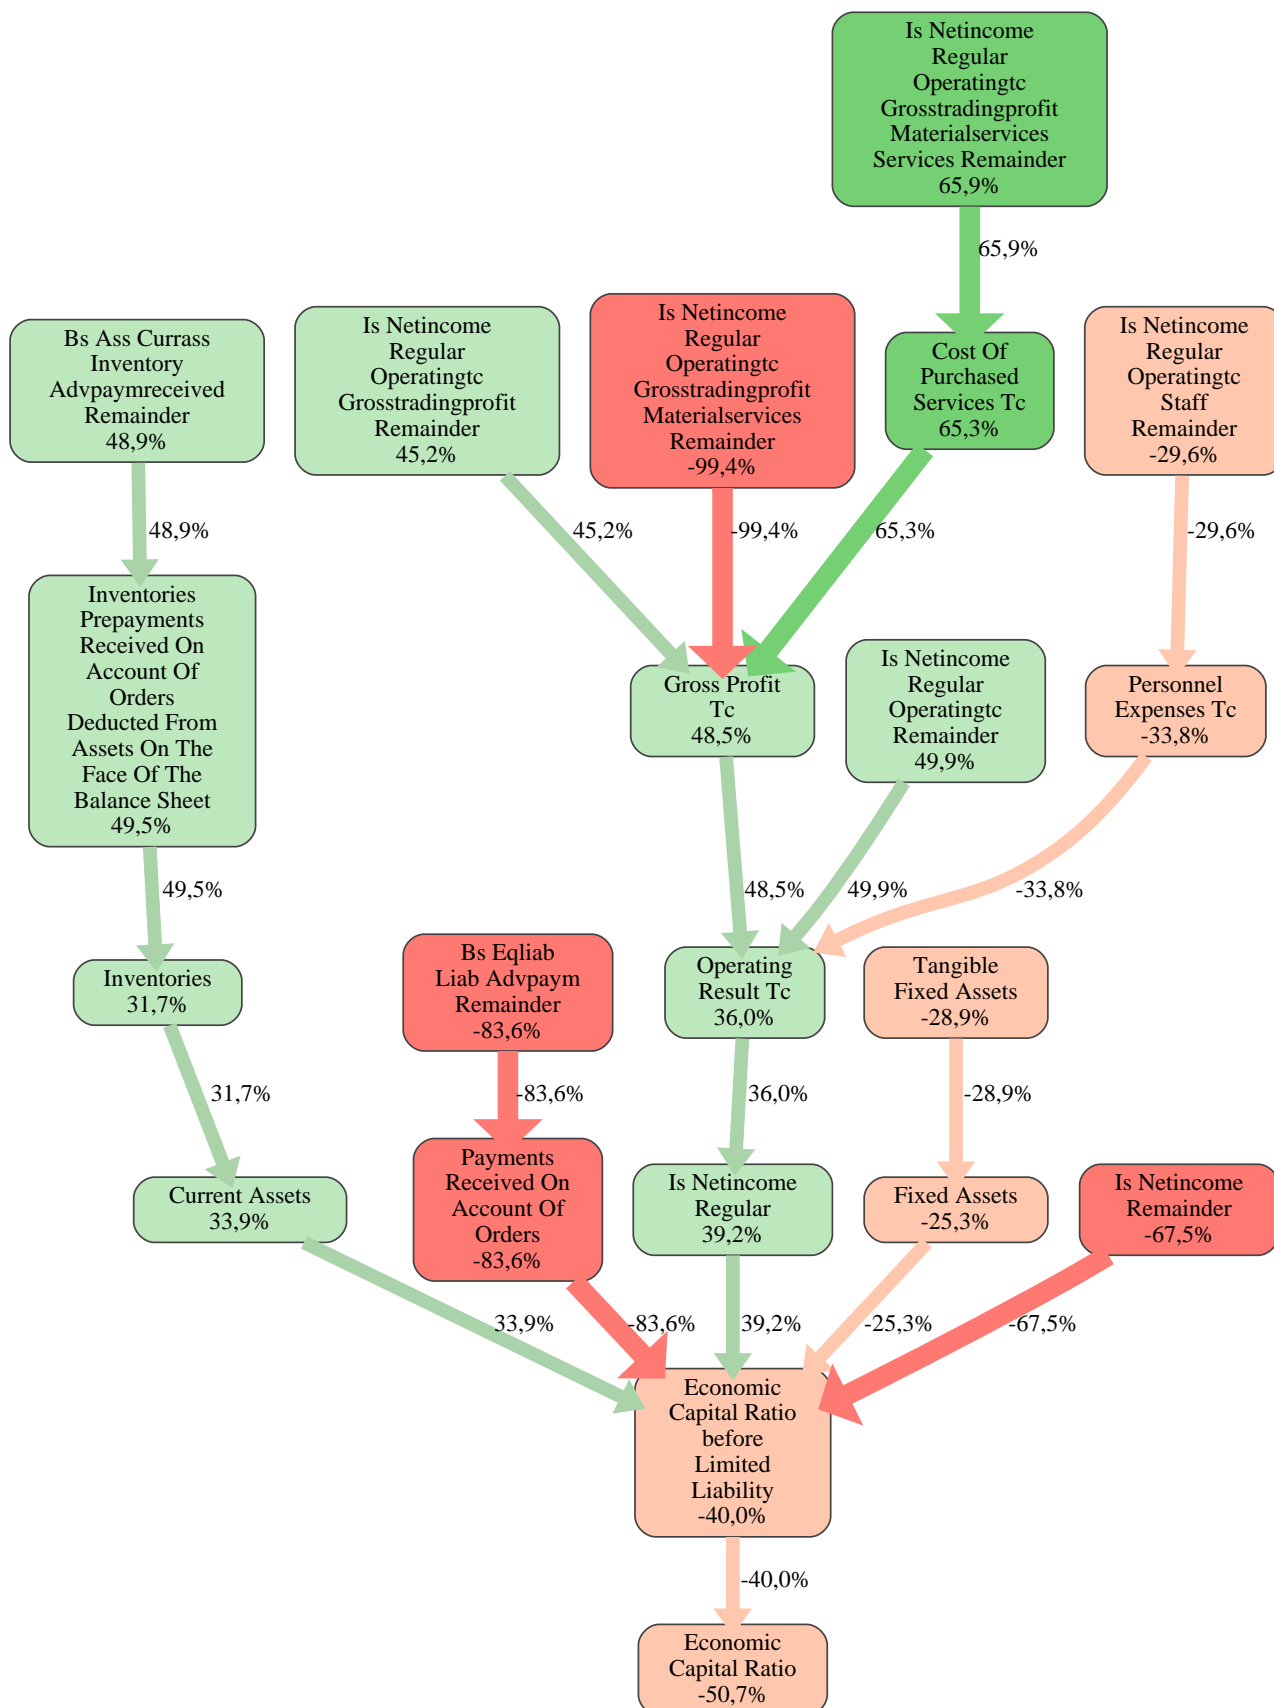 Is Netincome
Regular
Operatingtc
Grosstradingprofit
Materialservices
Services Remainder
65,9%
65,9%
Bs Ass Currass
Inventory
Advpaymreceived
Remainder
48,9%
Is Netincome
Regular
Operatingtc
Grosstradingprofit
Remainder
45,2%
Is Netincome
Regular
Operatingtc
Grosstradingprofit
Materialservices
Remainder
-99,4%
Cost Of
Purchased
Services Tc
65,3%
Is Netincome
Regular
Operatingtc
Staff
Remainder
-29,6%
48,9%
45,2%
-99,4%
65,3%
-29,6%
Inventories
Prepayments
Received On
Account Of
Orders
Deducted From
Assets On The
Face Of The
Balance Sheet
49,5%
Gross Profit
Tc
48,5%
Is Netincome
Regular
Operatingtc
Remainder
49,9%
Personnel
Expenses Tc
-33,8%
49,5%
48,5%
49,9%
-33,8%
Inventories
31,7%
Bs Eqliab
Liab Advpaym
Remainder
-83,6%
Operating
Result Tc
36,0%
Tangible
Fixed Assets
-28,9%
31,7%
-83,6%
36,0%
-28,9%
Current Assets
33,9%
Payments
Received On
Account Of
Orders
-83,6%
Is Netincome
Regular
39,2%
Fixed Assets
-25,3%
Is Netincome
Remainder
-67,5%
33,9%
-83,6%
39,2%
-25,3%
-67,5%
Economic
Capital Ratio
before
Limited
Liability
-40,0%
-40,0%
Economic
Capital Ratio
-50,7%